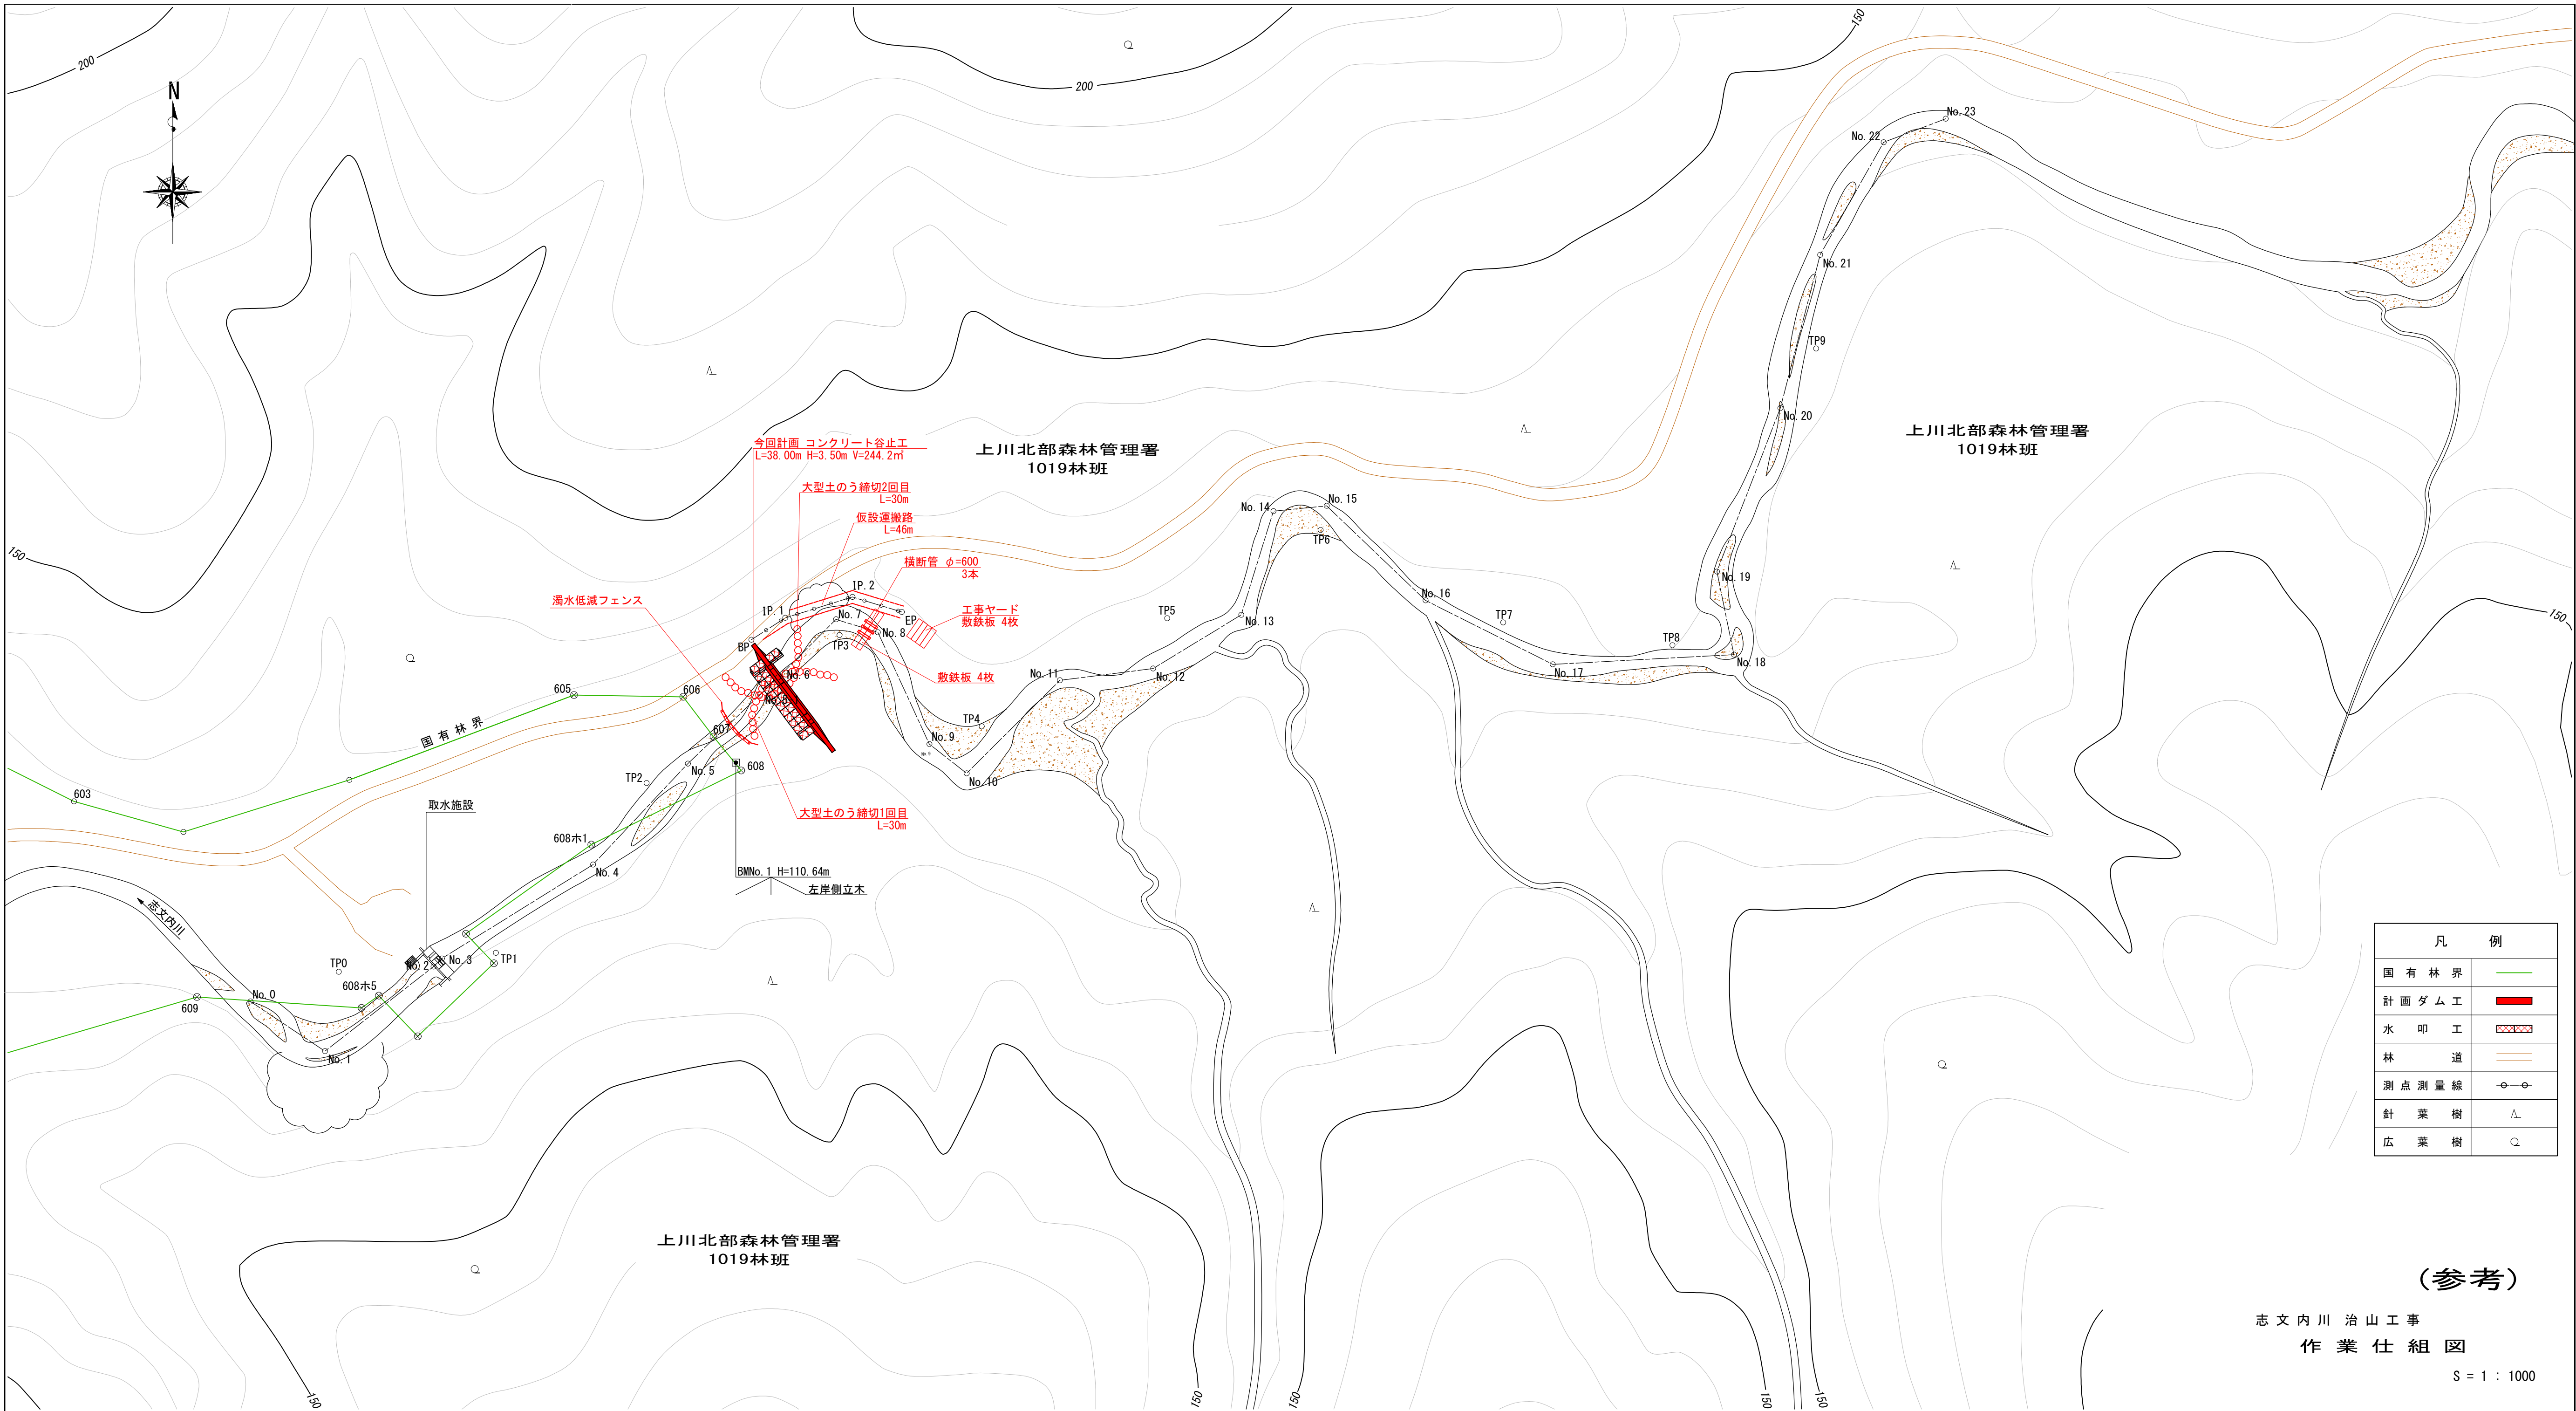 200
200
150
N
No. 23
No. 22
No. 21
TP9
No. 20
上川北部森林管理署
1019林班
上川北部森林管理署
1019林班
今回計画 コンクリート谷止工
L=38.00m H=3.50m V=244.2㎥
大型土のう締切2回目
L=30m
仮設運搬路
L=46m
横断管 φ=600
3本
工事ヤード
敷鉄板 4枚
濁水低減フェンス
敷鉄板 4枚
大型土のう締切1回目
L=30m
IP. 1
IP. 2
BP
EP
No. 7
No. 8
TP3
No. 6
No. 14
No. 15
TP6
TP5
No. 13
No. 16
TP7
TP8
No. 17
No. 18
No. 19
No. 11
No. 12
TP4
No. 9
No. 9
No. 10
150
150
605
606
607
608
国有林界
603
TP2
No. 5
608ホ1
No. 4
取水施設
BMNo. 1 H=110.64m
左岸側立木
志文内川
TP0
No. 2
No. 3
TP1
608ホ5
609
No. 0
No. 1
上川北部森林管理署
1019林班
150
150
150
150
150
凡 例
国有林界
計画ダム工
水叩工
林道
測点測量線
針葉樹
広葉樹
(参考)
志文内川 治山工事
作業仕組図
S = 1 : 1000